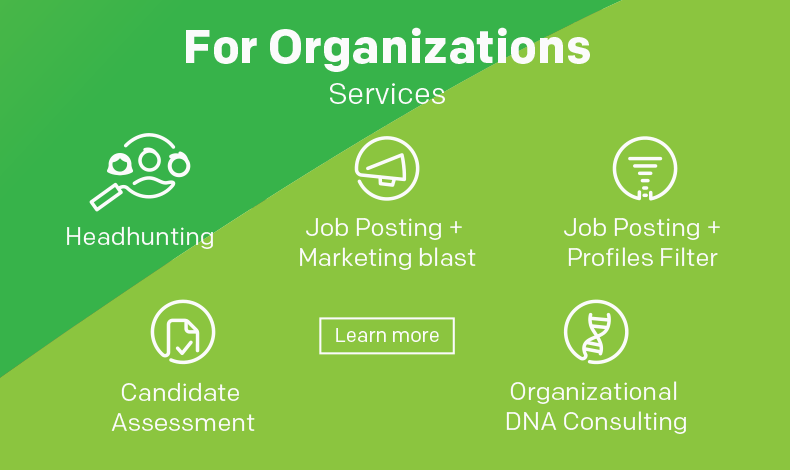 For Organizations
Services
Headhunting
Job Posting +
Marketing blast
Job Posting +
Profiles Filter
Candidate
Assessment
Learn more
Organizational
DNA Consulting